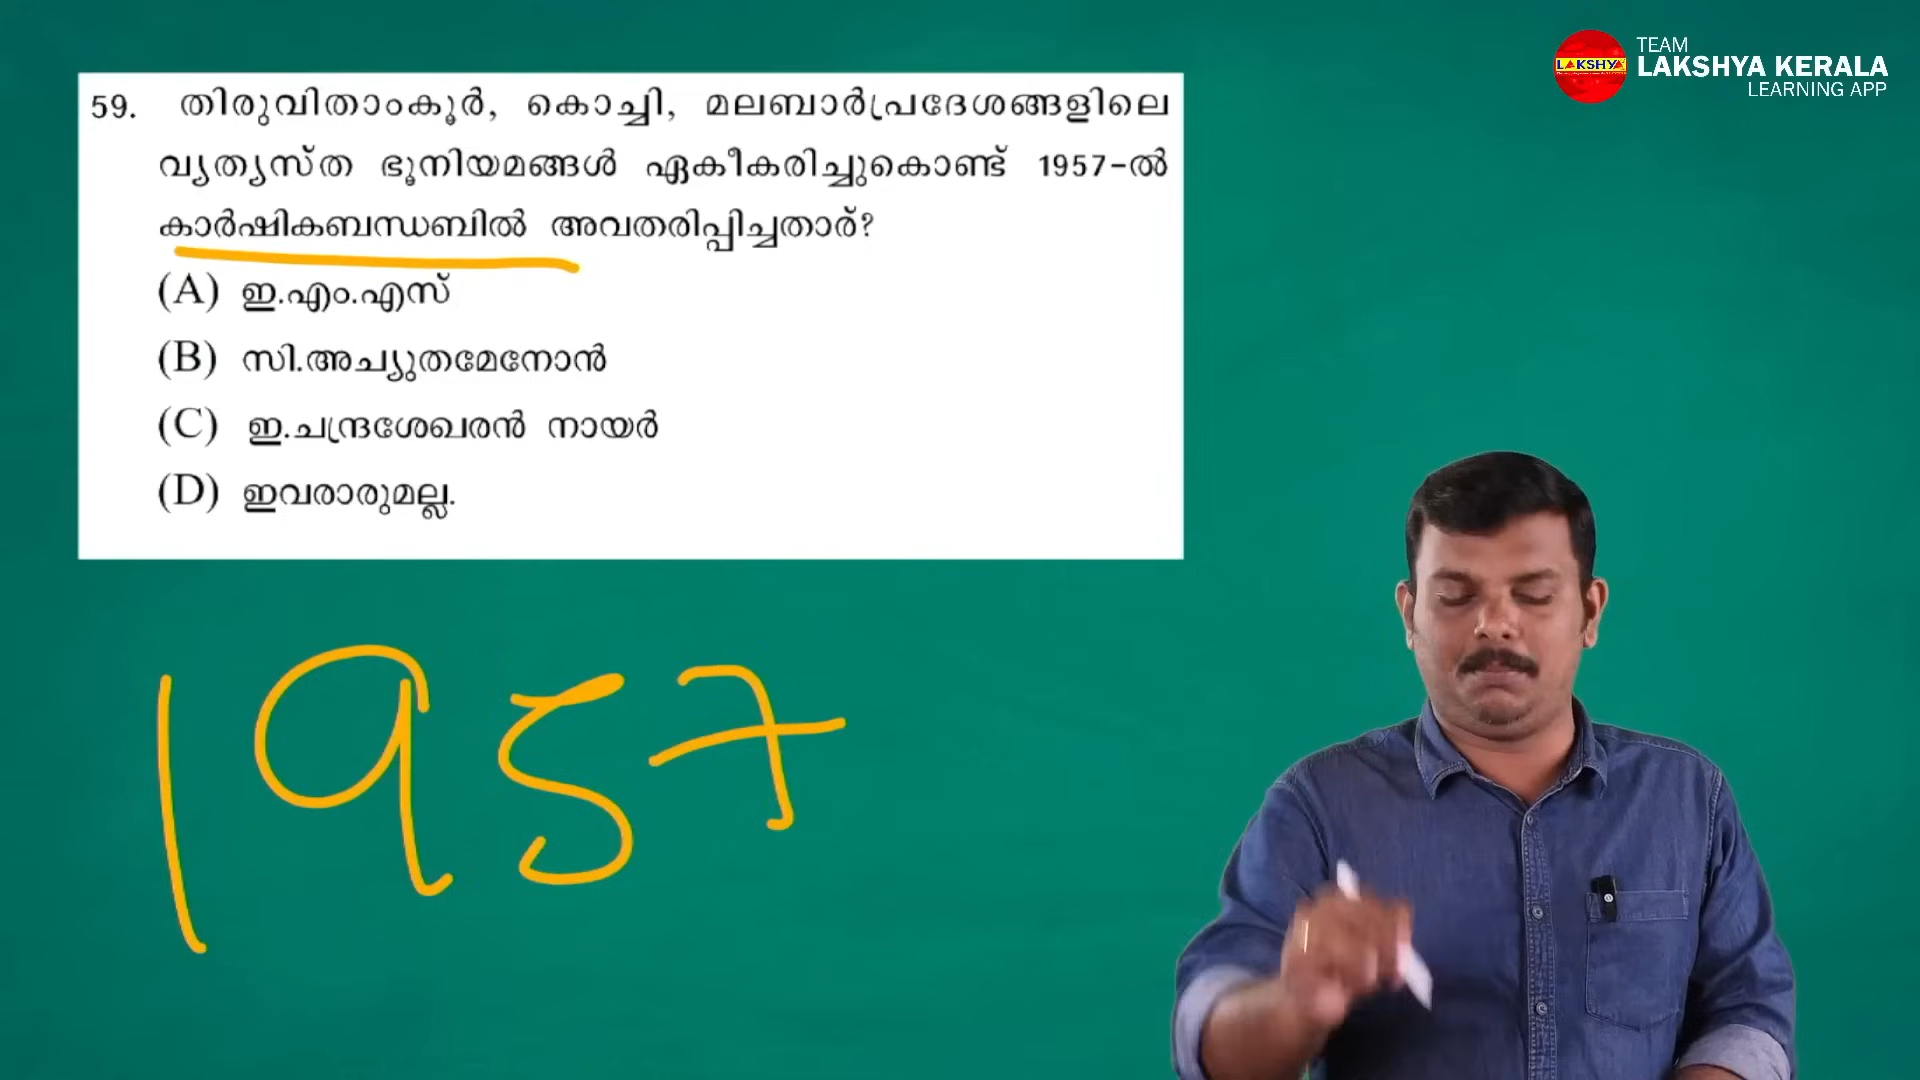 TEAM
LAKSHYA
LAKSHYA KERALA
LEARNING APP
59. തിരുവിതാംകൂർ, കൊച്ചി, മലബാർപ്രദേശങ്ങളിലെ
വ്യത്യസ്ത ഭൂനിയമങ്ങൾ ഏകീകരിച്ചുകൊണ്ട് 1957-ൽ
കാർഷികബന്ധബിൽ അവതരിപ്പിച്ചതാര്?
(A) ഇ.എം.എസ്
(B) സി.അച്യുതമേനോൻ
(C) ഇ.ചന്ദ്രശേഖരൻ നായർ
(D) ഇവരാരുമല്ല.
1957